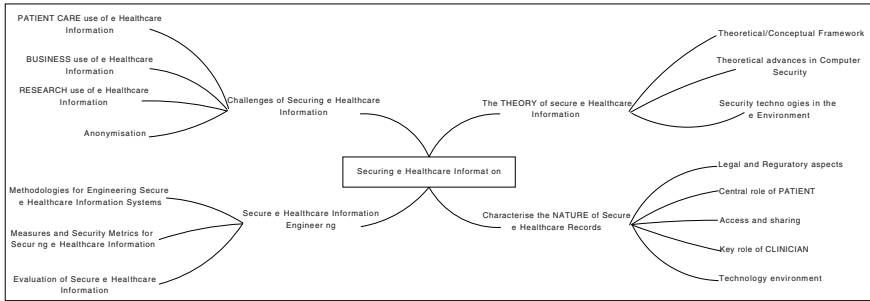 PATIENT CARE use of e Healthcare
Information
BUSINESS use of e Healthcare
Information
RESEARCH use of e Healthcare
Information
Anonymisation
Challenges of Securing e Healthcare
Information
The THEORY of secure e Healthcare
Information
Theoretical/Conceptual Framework
Theoretical advances in Computer
Security
Security techno ogies in the
e Environment
Securing e Healthcare Informat on
Methodologies for Engineering Secure
e Healthcare Information Systems
Measures and Security Metrics for
Secur ng e Healthcare Information
Evaluation of Secure e Healthcare
Information
Secure e Healthcare Information
Engineer ng
Characterise the NATURE of Secure
e Healthcare Records
Legal and Reguratory aspects
Central role of PATIENT
Access and sharing
Key role of CLINICIAN
Technology environment